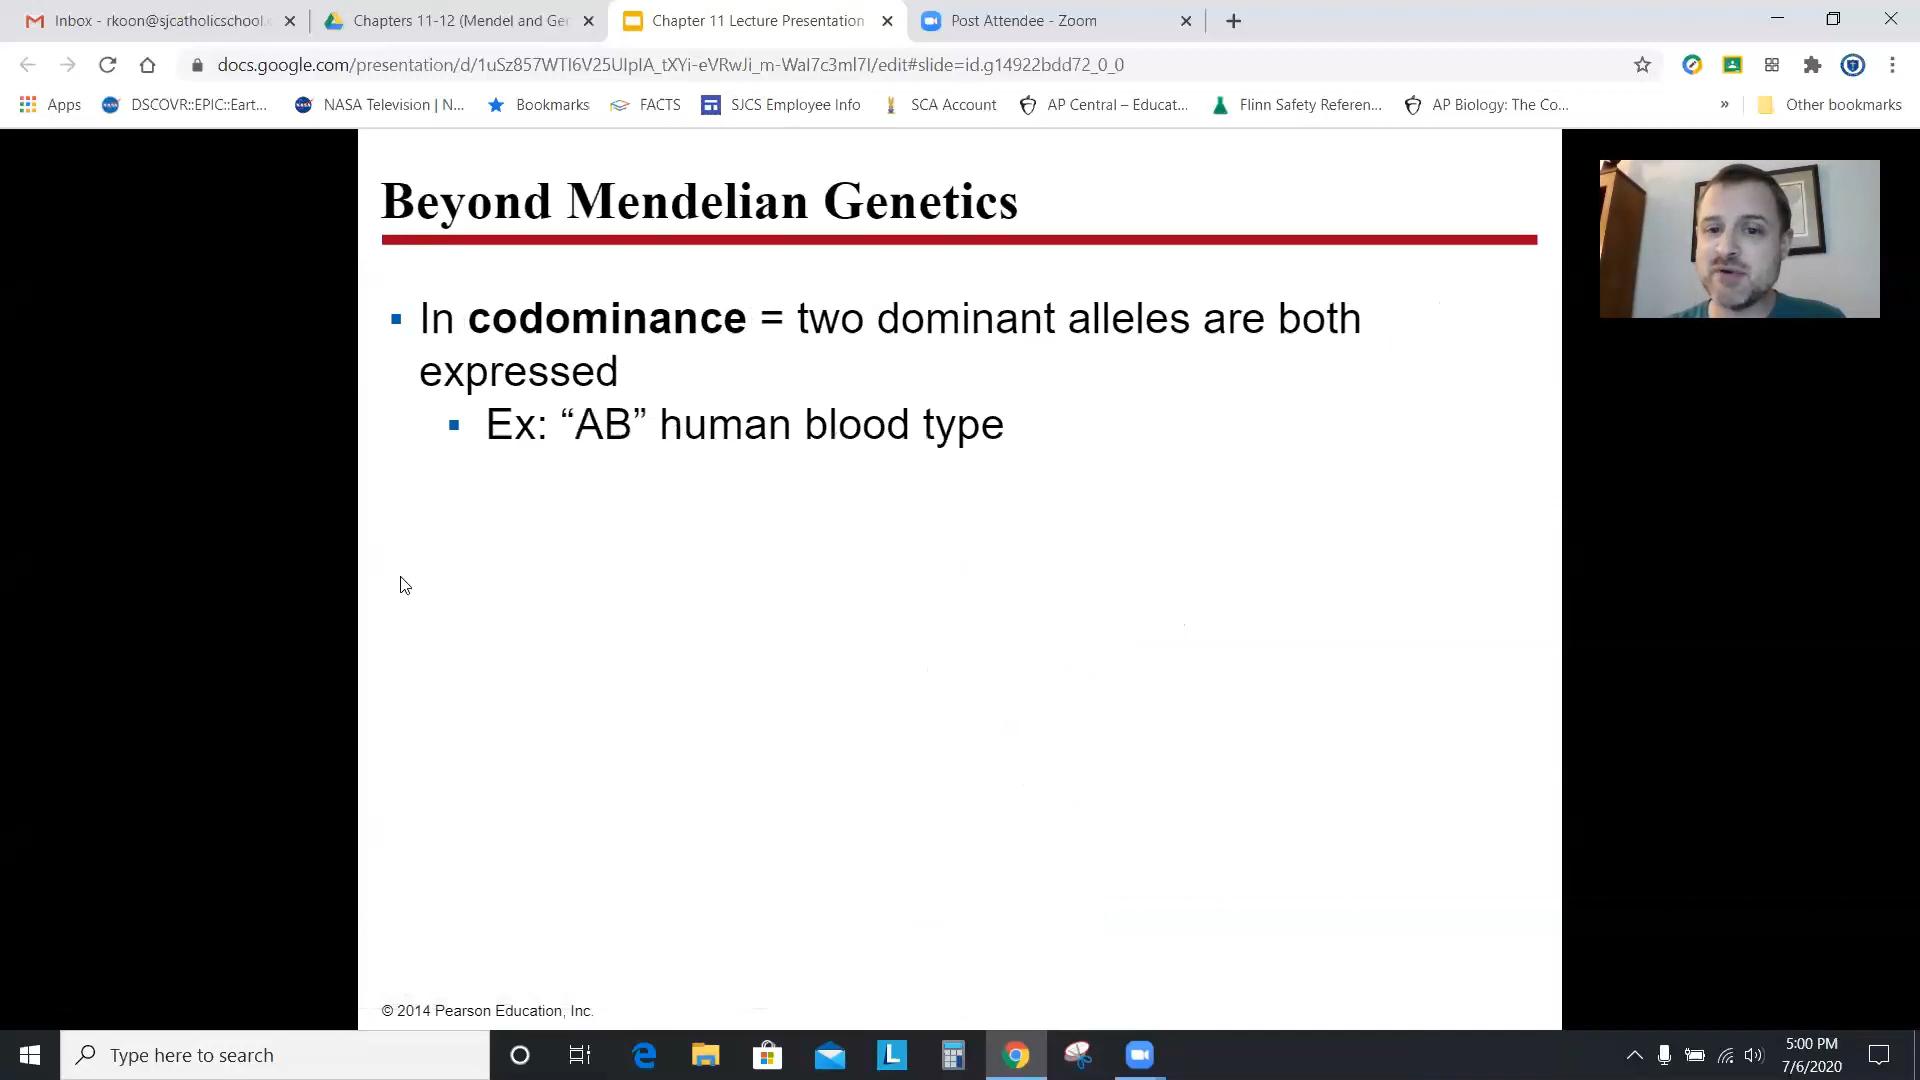 Inbox - rkoon@sjcatholicschool.
Chapters 11-12 (Mendel and Ge
Chapter 11 Lecture Presentation
Post Attendee - Zoom
docs.google.com/presentation/d/1uSz857WTI6V25UIpIA_tXYi-eVRwJi_m-WaI7c3mI7I/edit#slide=id.g14922bdd72_0_0
Apps
DSCOVR::EPIC::Eart...
NASA Television | N...
Bookmarks
FACTS
SJCS Employee Info
SCA Account
AP Central – Educat...
Flinn Safety Referen...
AP Biology: The Co...
»
Other bookmarks
Beyond Mendelian Genetics
In codominance = two dominant alleles are both
expressed
Ex: “AB” human blood type
© 2014 Pearson Education, Inc.
Type here to search
5:00 PM
7/6/2020